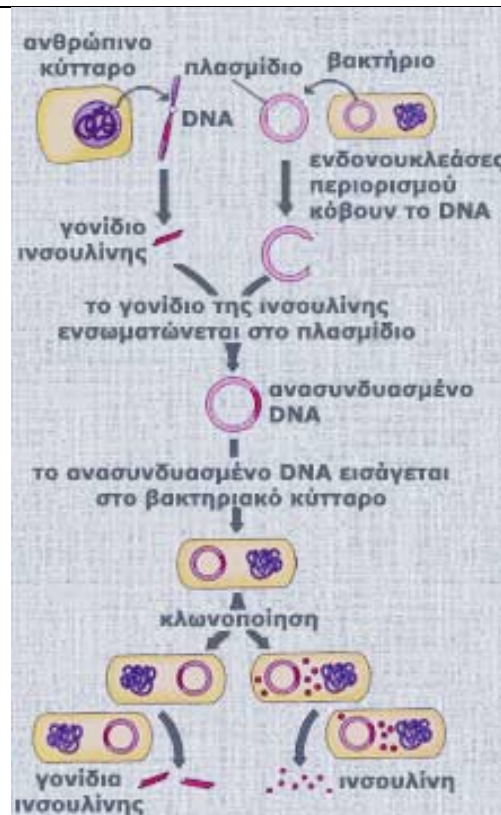 ανθρώπινο
κύτταρο
πλασμίδιο
βακτήριο
DNA
ενδονουκλεάσες
περιορισμού
κόβουν το DNA
γονίδιο
ινσουλίνης
το γονίδιο της ινσουλίνης
ενσωματώνεται στο πλασμίδιο
ανασυνδυασμένο
DNA
το ανασυνδυασμένο DNA εισάγεται
στο βακτηριακό κύτταρο
κλωνοποίηση
γονίδια
ινσουλίνης
ινσουλίνη